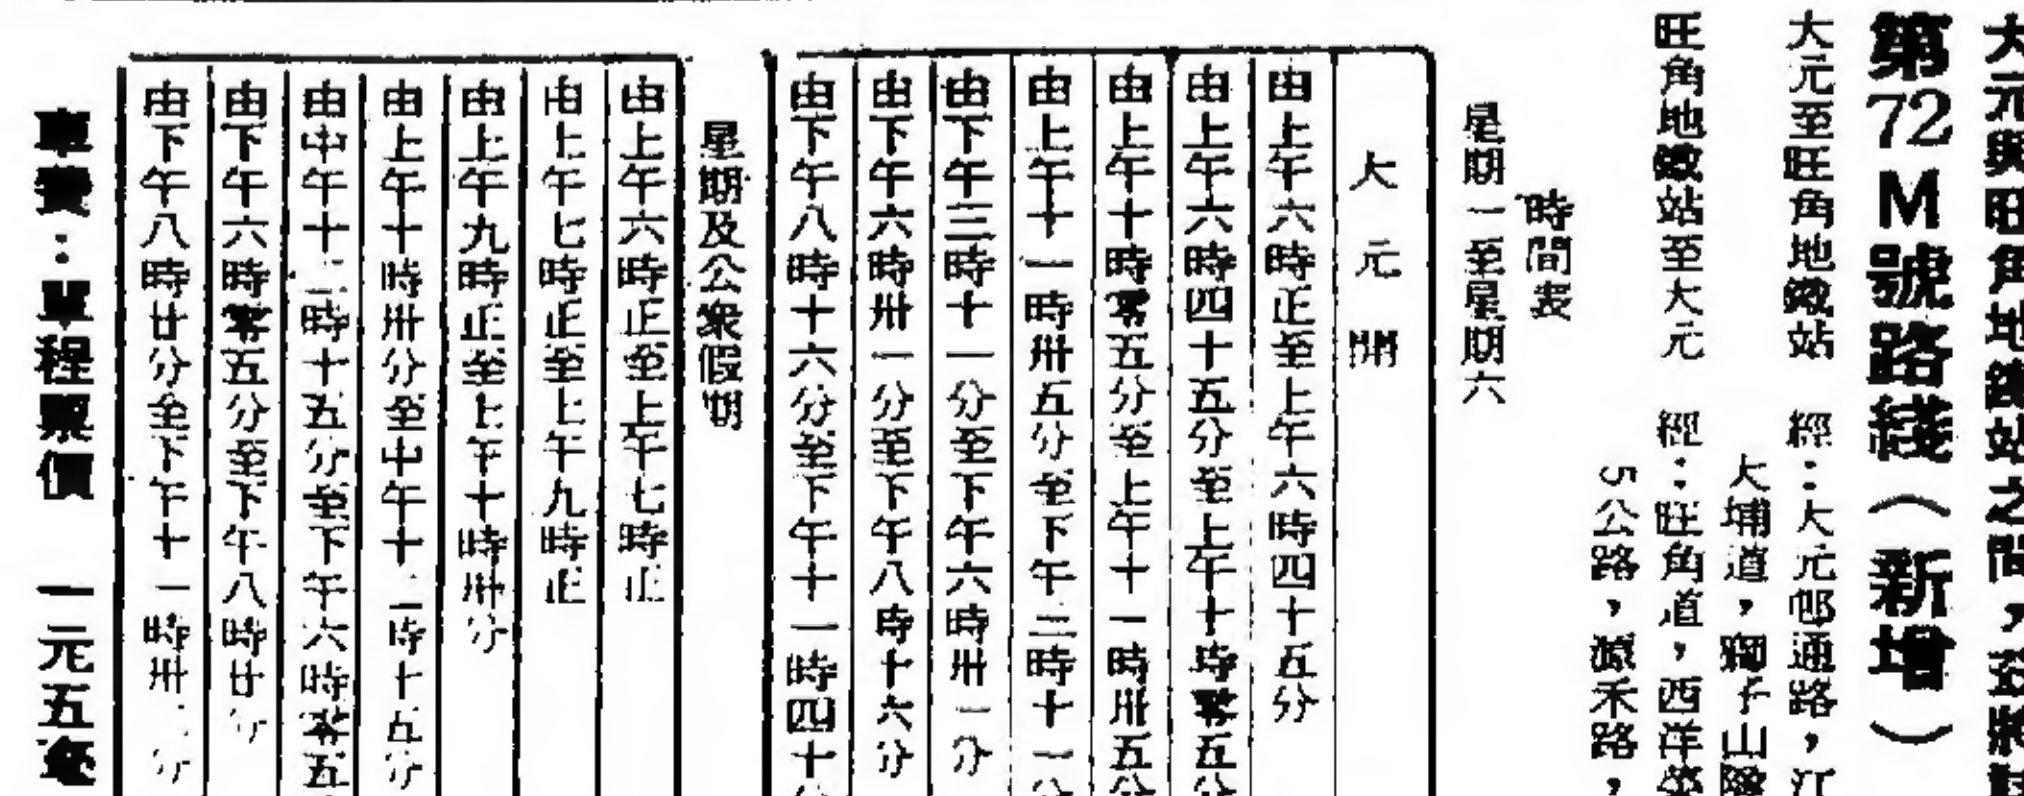 大元與旺角地鐵站之間，茲將
第72M號路綫（新增）
大元至旺角地鐵站 經：大元邨通路，江
大埔道，獅子山隧
旺角地鐵站至大元 經：旺角道，西洋菜
5公路，源禾路，
時間表
星期一至星期六
大元開
由上午六時正至上午六時四十五分
由上午六時四十五分至上午十時零五分
由上午十時零五分至上午十一時卅五分
由上午十一時卅五分至下午三時十一分
由下午三時十一分至下午六時卅一分
由下午六時卅一分至下午八時十六分
由下午八時十六分至下午十一時四十分
星期及公衆假期
由上午六時正至上午七時正
由上午七時正至上午九時正
由上午九時正至上午十時卅分
由上午十時卅分至中午十二時十五分
由中午十二時十五分至下午六時零五
由下午六時零五分至下午八時廿分
由下午八時廿分至下午十一時卅分
車費：單程票價 一元五毫